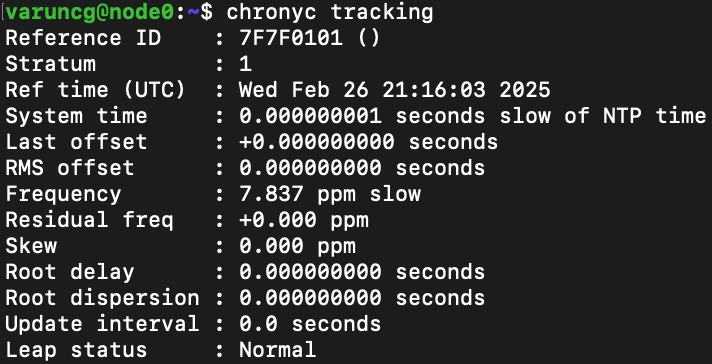 varuncg@node0:~$ chronyc tracking
Reference ID    : 7F7F0101 ()
Stratum         : 1
Ref time (UTC)  : Wed Feb 26 21:16:03 2025
System time     : 0.000000001 seconds slow of NTP time
Last offset     : +0.000000000 seconds
RMS offset      : 0.000000000 seconds
Frequency       : 7.837 ppm slow
Residual freq   : +0.000 ppm
Skew            : 0.000 ppm
Root delay      : 0.000000000 seconds
Root dispersion : 0.000000000 seconds
Update interval : 0.0 seconds
Leap status     : Normal